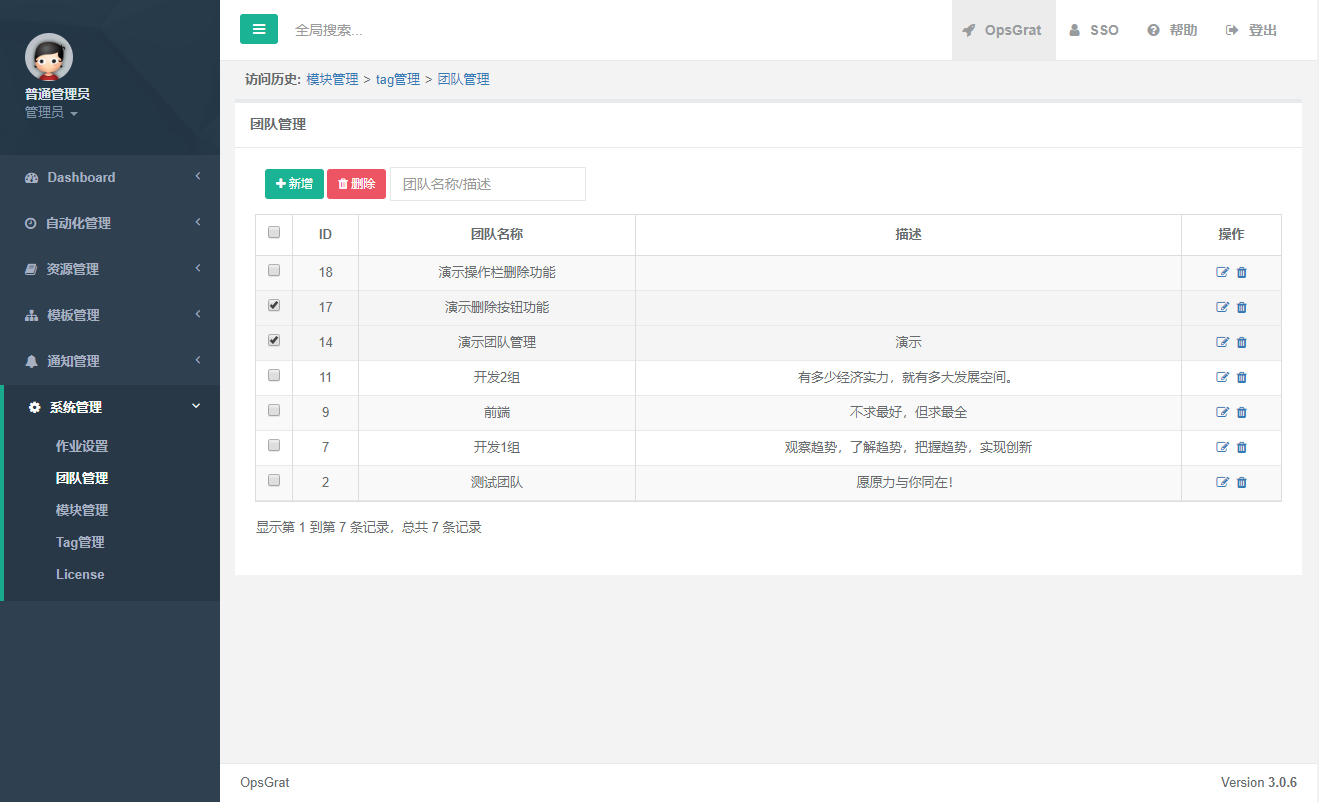 普通管理员
管理员
Dashboard
自动化管理
资源管理
模板管理
通知管理
系统管理
作业设置
团队管理
模块管理
Tag管理
License
全局搜索...
OpsGrat
SSO
帮助
登出
访问历史: 模块管理 > tag管理 > 团队管理
团队管理
新增 删除 团队名称/描述
ID 团队名称 描述 操作
18 演示操作栏删除功能
17 演示删除按钮功能
14 演示团队管理 演示
11 开发2组 有多少经济实力，就有多大发展空间。
9 前端 不求最好，但求最全
7 开发1组 观察趋势，了解趋势，把握趋势，实现创新
2 测试团队 愿原力与你同在！
显示第 1 到第 7 条记录，总共 7 条记录
OpsGrat
Version 3.0.6